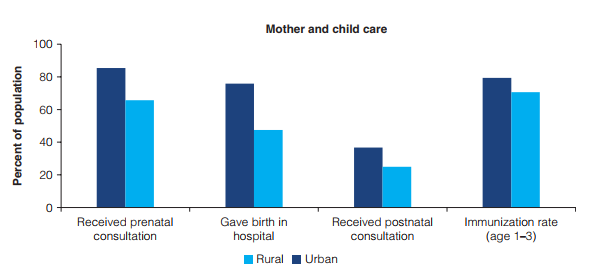 Mother and child care
Percent of population
100
80
60
40
20
0
Received prenatal
consultation
Gave birth in
hospital
Received postnatal
consultation
Immunization rate
(age 1–3)
Rural Urban